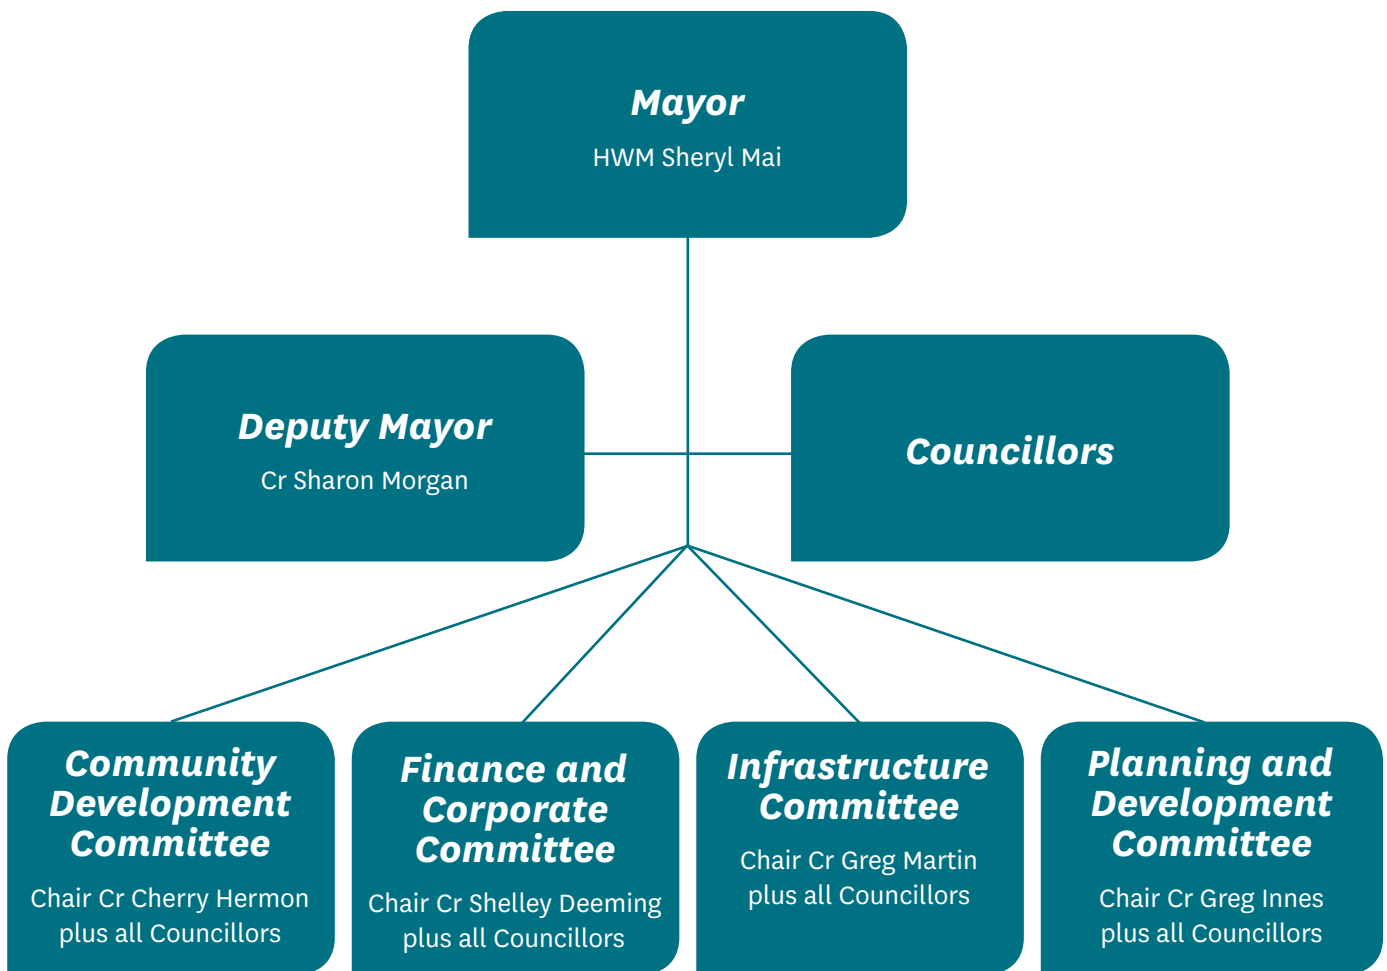 Mayor
HWM Sheryl Mai
Deputy Mayor
Cr Sharon Morgan
Councillors
Community
Development
Committee
Chair Cr Cherry Hermon
plus all Councillors
Finance and
Corporate
Committee
Chair Cr Shelley Deeming
plus all Councillors
Infrastructure
Committee
Chair Cr Greg Martin
plus all Councillors
Planning and
Development
Committee
Chair Cr Greg Innes
plus all Councillors